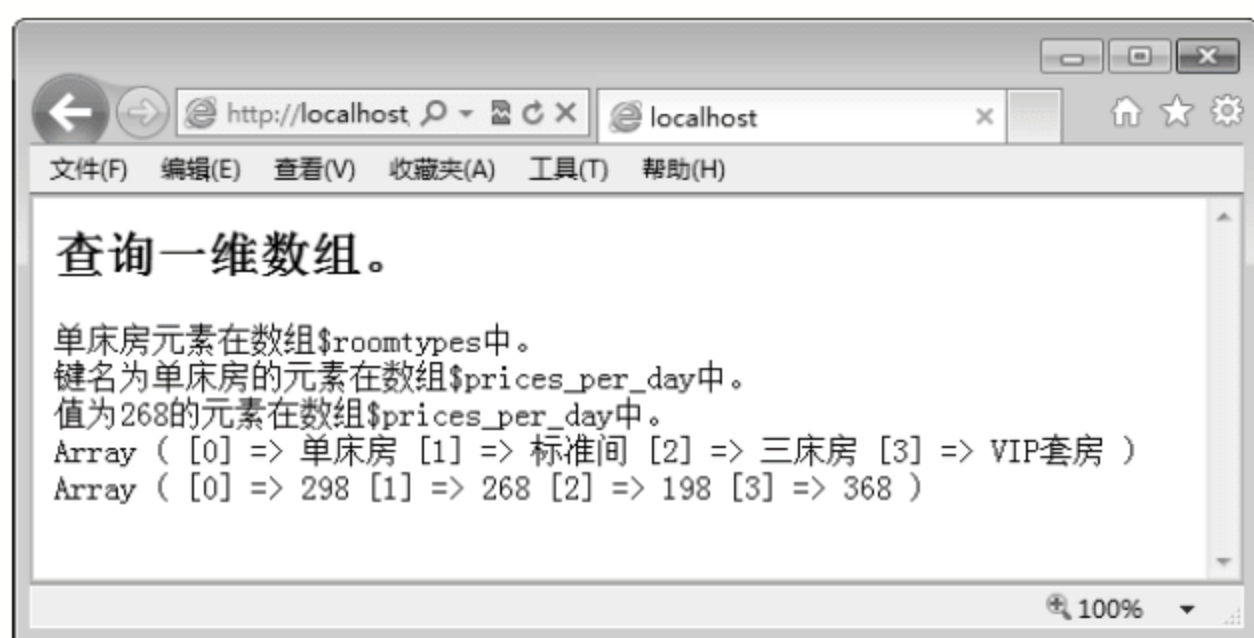 http://localhost
localhost
文件(F) 编辑(E) 查看(V) 收藏夹(A) 工具(T) 帮助(H)
查询一维数组。
单床房元素在数组$roomtypes中。
键名为单床房的元素在数组$prices_per_day中。
值为268的元素在数组$prices_per_day中。
Array ( [0] => 单床房 [1] => 标准间 [2] => 三床房 [3] => VIP套房 )
Array ( [0] => 298 [1] => 268 [2] => 198 [3] => 368 )
100%